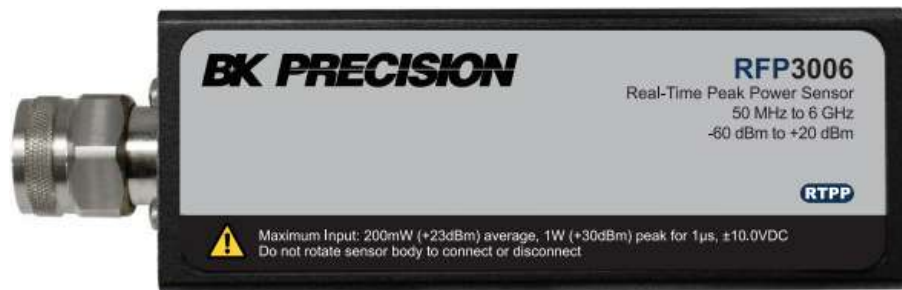 BK PRECISION
RFP3006
Real-Time Peak Power Sensor
50 MHz to 6 GHz
-60 dBm to +20 dBm
RTPP
Maximum Input: 200mW (+23dBm) average, 1W (+30dBm) peak for 1µs, ±10.0VDC
Do not rotate sensor body to connect or disconnect